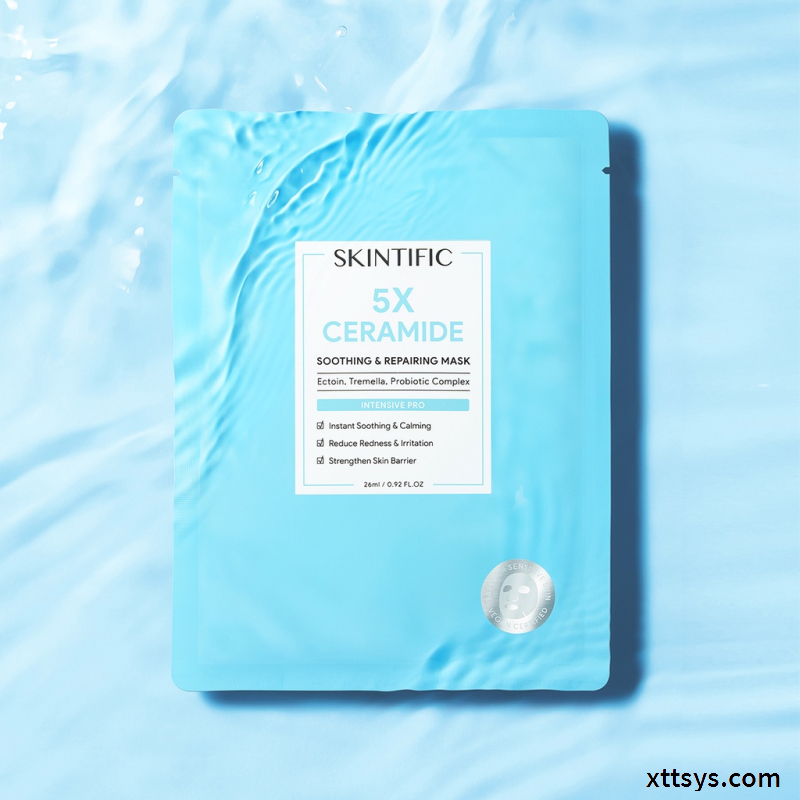 SKINTIFIC
5X
CERAMIDE
SOOTHING & REPAIRING MASK
Ectoin, Tremella, Probiotic Complex
INTENSIVE PRO
Instant Soothing & Calming
Reduce Redness & Irritation
Strengthen Skin Barrier
26ml / 0.92 FL.OZ
xttsys.com